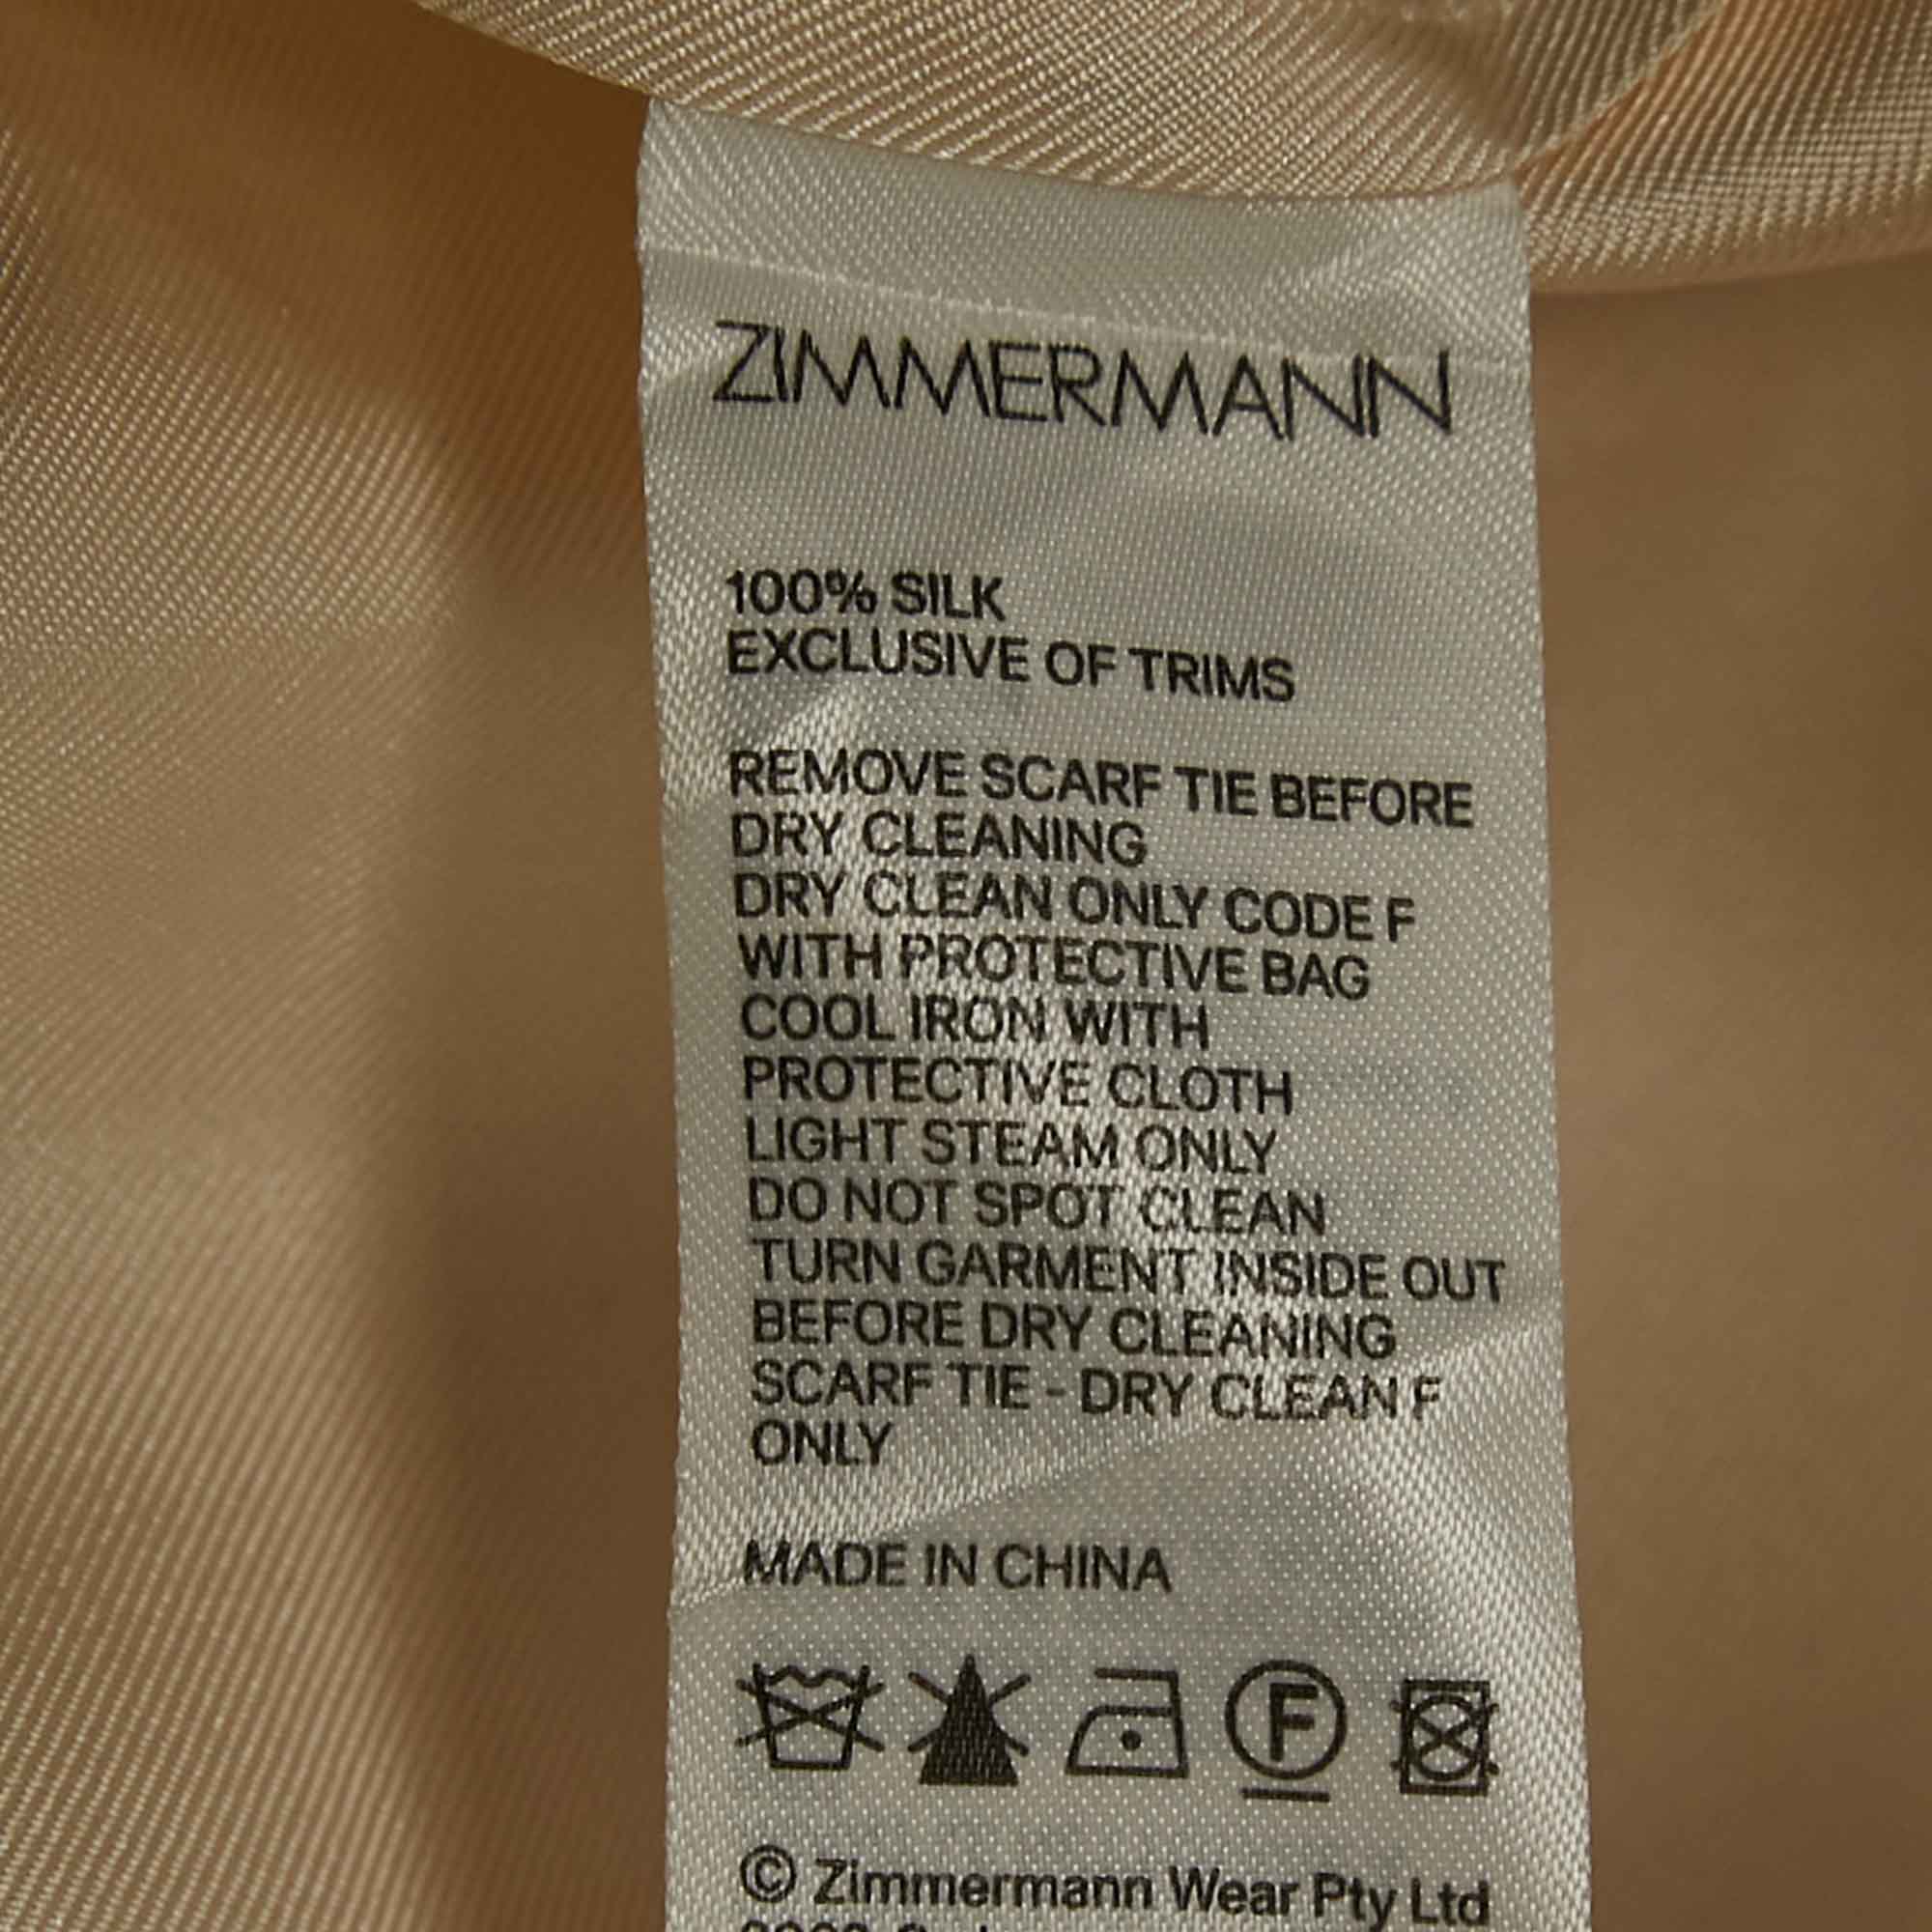 ZIMMERMANN
100% SILK
EXCLUSIVE OF TRIMS
REMOVE SCARF TIE BEFORE
DRY CLEANING
DRY CLEAN ONLY CODE F
WITH PROTECTIVE BAG
COOL IRON WITH
PROTECTIVE CLOTH
LIGHT STEAM ONLY
DO NOT SPOT CLEAN
TURN GARMENT INSIDE OUT
BEFORE DRY CLEANING
SCARF TIE - DRY CLEAN F
ONLY
MADE IN CHINA
F
© Zimmermann Wear Pty Ltd